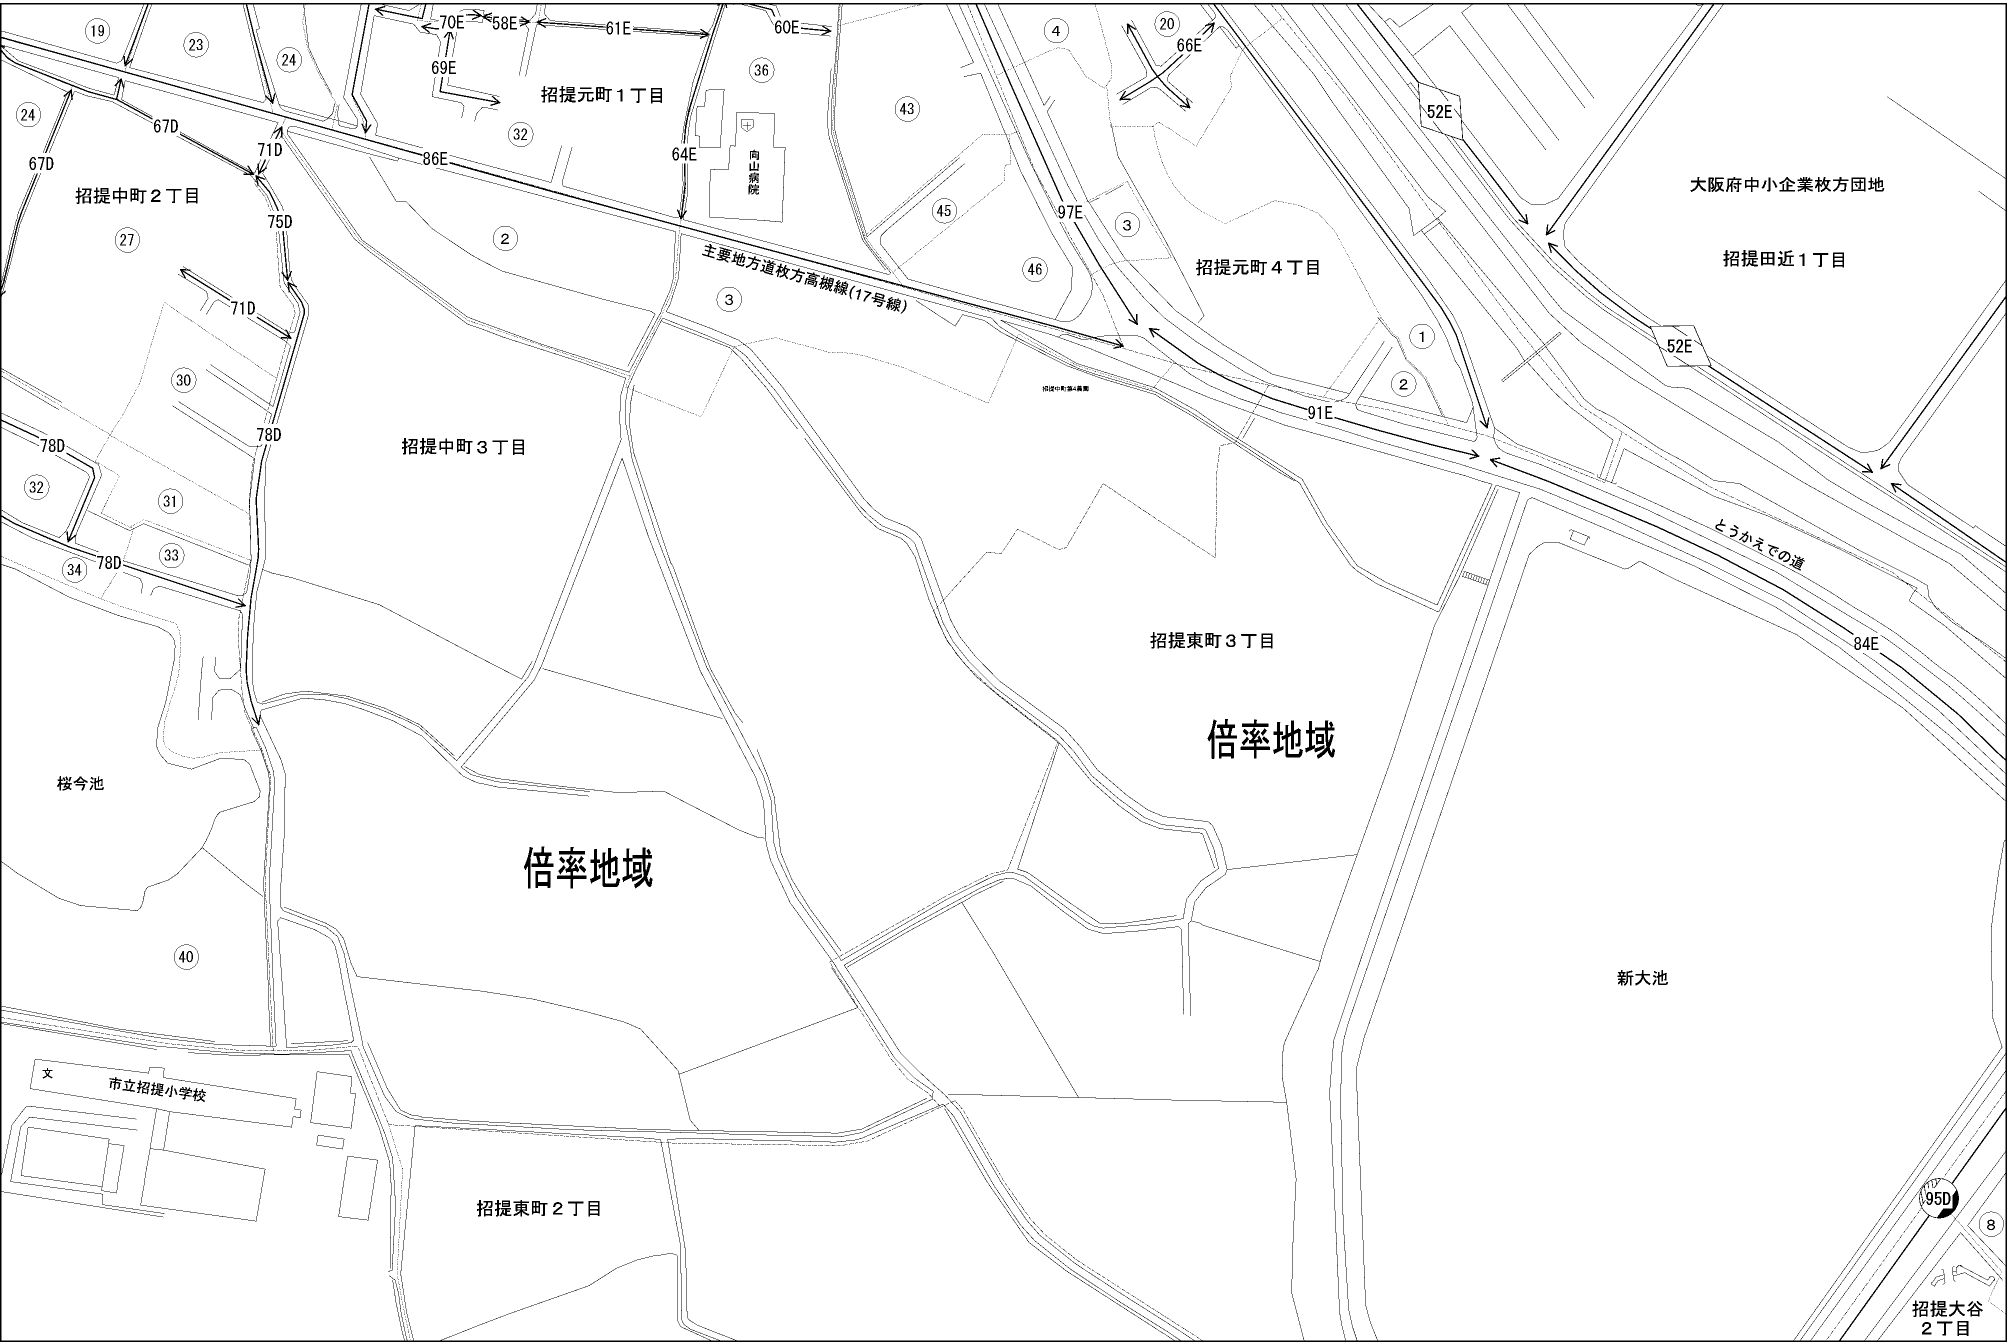 19
23
24
70E
58E
61E
60E
4
20
66E
69E
36
招提元町１丁目
32
43
52E
24
67D
71D
67D
86E
64E
向山病院
大阪府中小企業枚方団地
招提中町２丁目
75D
27
2
45
97E
3
主要地方道枚方高槻線(17号線)
招提田近１丁目
46
招提元町４丁目
71D
3
1
52E
30
2
招提中町第4農園
91E
78D
78D
招提中町３丁目
32
31
とうかえでの道
33
78D
34
招提東町３丁目
84E
倍率地域
桜今池
倍率地域
40
新大池
文
市立招提小学校
95D
招提東町２丁目
8
招提大谷
２丁目